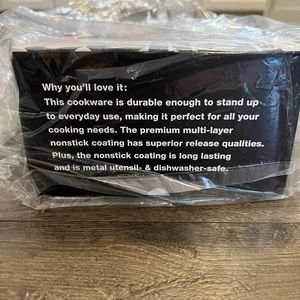 Why you'll love it:
This cookware is durable enough to stand up
to everyday use, making it perfect for all your
cooking needs. The premium multi-layer
nonstick coating has superior release qualities.
Plus, the nonstick coating is long lasting
and is metal utensil- & dishwasher-safe.